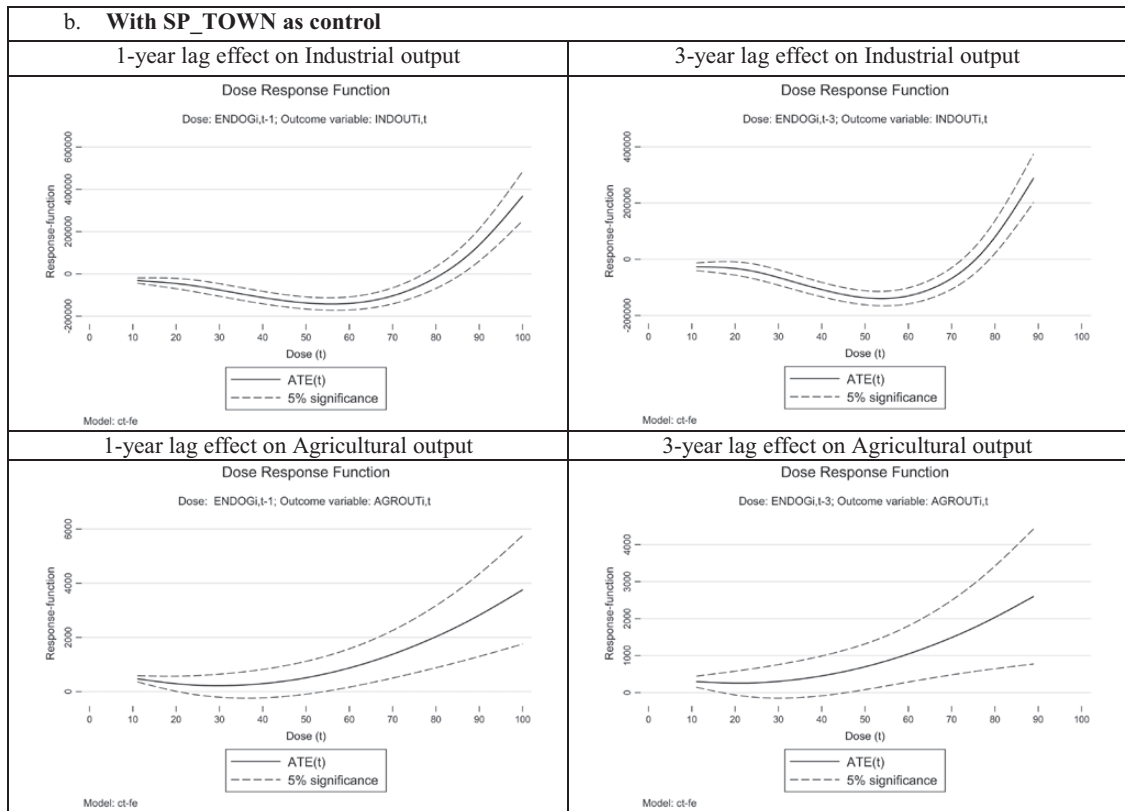 b. With SP_TOWN as control
1-year lag effect on Industrial output
3-year lag effect on Industrial output
Dose Response Function
Dose: ENDOGi,t-1; Outcome variable: INDOUTi,t
Response-function
600000
400000
200000
0
-200000
0 10 20 30 40 50 60 70 80 90 100
Dose (t)
ATE(t)
5% significance
Model: ct-fe
Dose Response Function
Dose: ENDOGi,t-3; Outcome variable: INDOUTi,t
Response-function
400000
200000
0
-200000
0 10 20 30 40 50 60 70 80 90 100
Dose (t)
ATE(t)
5% significance
Model: ct-fe
1-year lag effect on Agricultural output
3-year lag effect on Agricultural output
Dose Response Function
Dose: ENDOGi,t-1; Outcome variable: AGROUTi,t
Response-function
6000
4000
2000
0
0 10 20 30 40 50 60 70 80 90 100
Dose (t)
ATE(t)
5% significance
Model: ct-fe
Dose Response Function
Dose: ENDOGi,t-3; Outcome variable: AGROUTi,t
Response-function
4000
3000
2000
1000
0
0 10 20 30 40 50 60 70 80 90 100
Dose (t)
ATE(t)
5% significance
Model: ct-fe